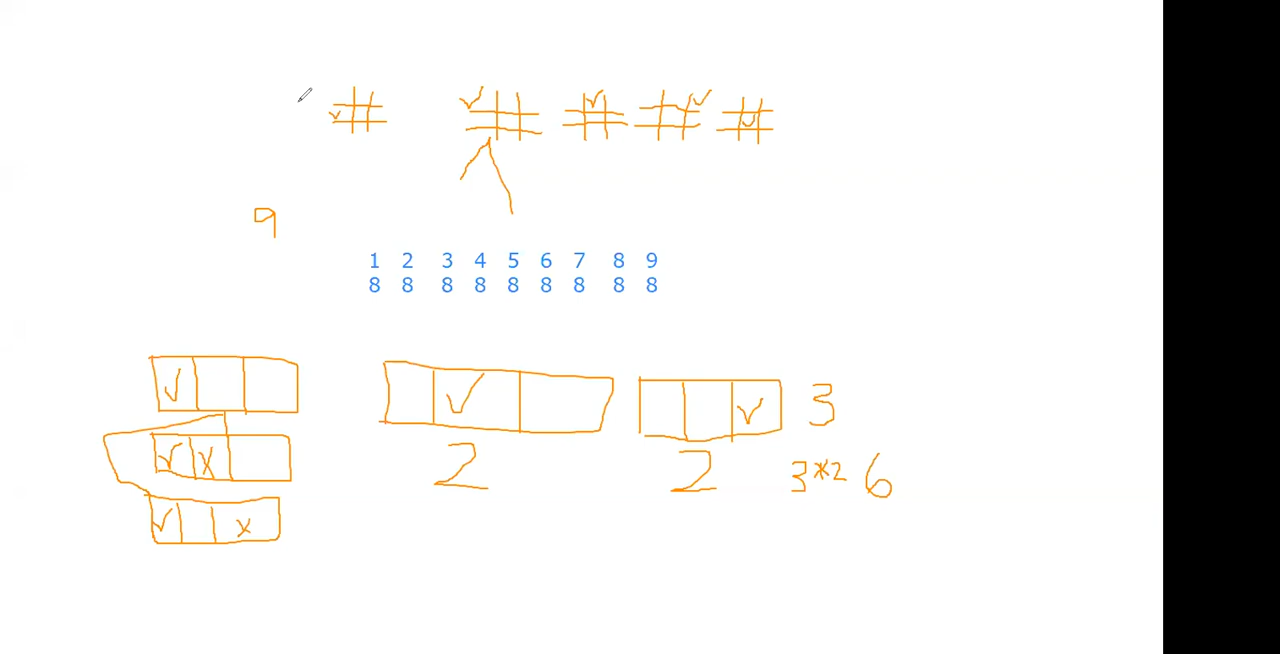 ✓ ✓ ✓ ✓ ✓
9
1 2 3 4 5 6 7 8 9
8 8 8 8 8 8 8 8 8
✓ ✓ ✓ 3
✓ x
2 2 3*2 6
✓ x